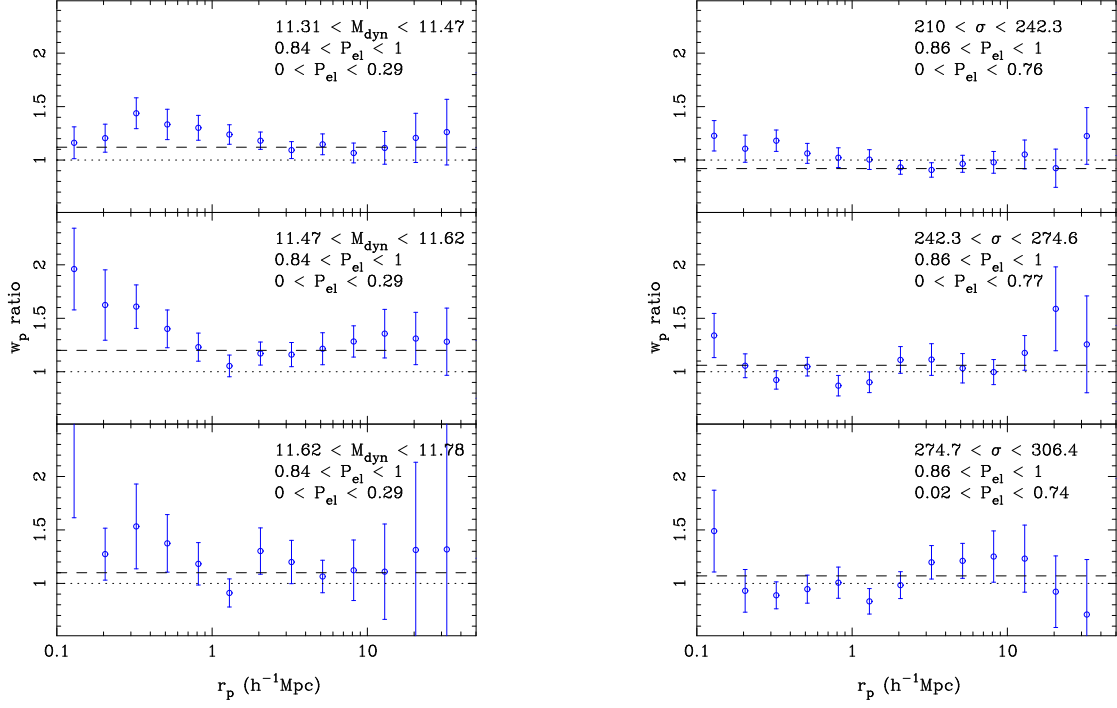 11.31 < M_dyn < 11.47
0.84 < P_el < 1
0 < P_el < 0.29
2
1.5
1
11.47 < M_dyn < 11.62
0.84 < P_el < 1
0 < P_el < 0.29
2
1.5
1
w_p ratio
11.62 < M_dyn < 11.78
0.84 < P_el < 1
0 < P_el < 0.29
2
1.5
1
0.1 1 10
r_p (h^-1Mpc)
210 < σ < 242.3
0.86 < P_el < 1
0 < P_el < 0.76
2
1.5
1
242.3 < σ < 274.6
0.86 < P_el < 1
0 < P_el < 0.77
2
1.5
1
w_p ratio
274.7 < σ < 306.4
0.86 < P_el < 1
0.02 < P_el < 0.74
2
1.5
1
0.1 1 10
r_p (h^-1Mpc)